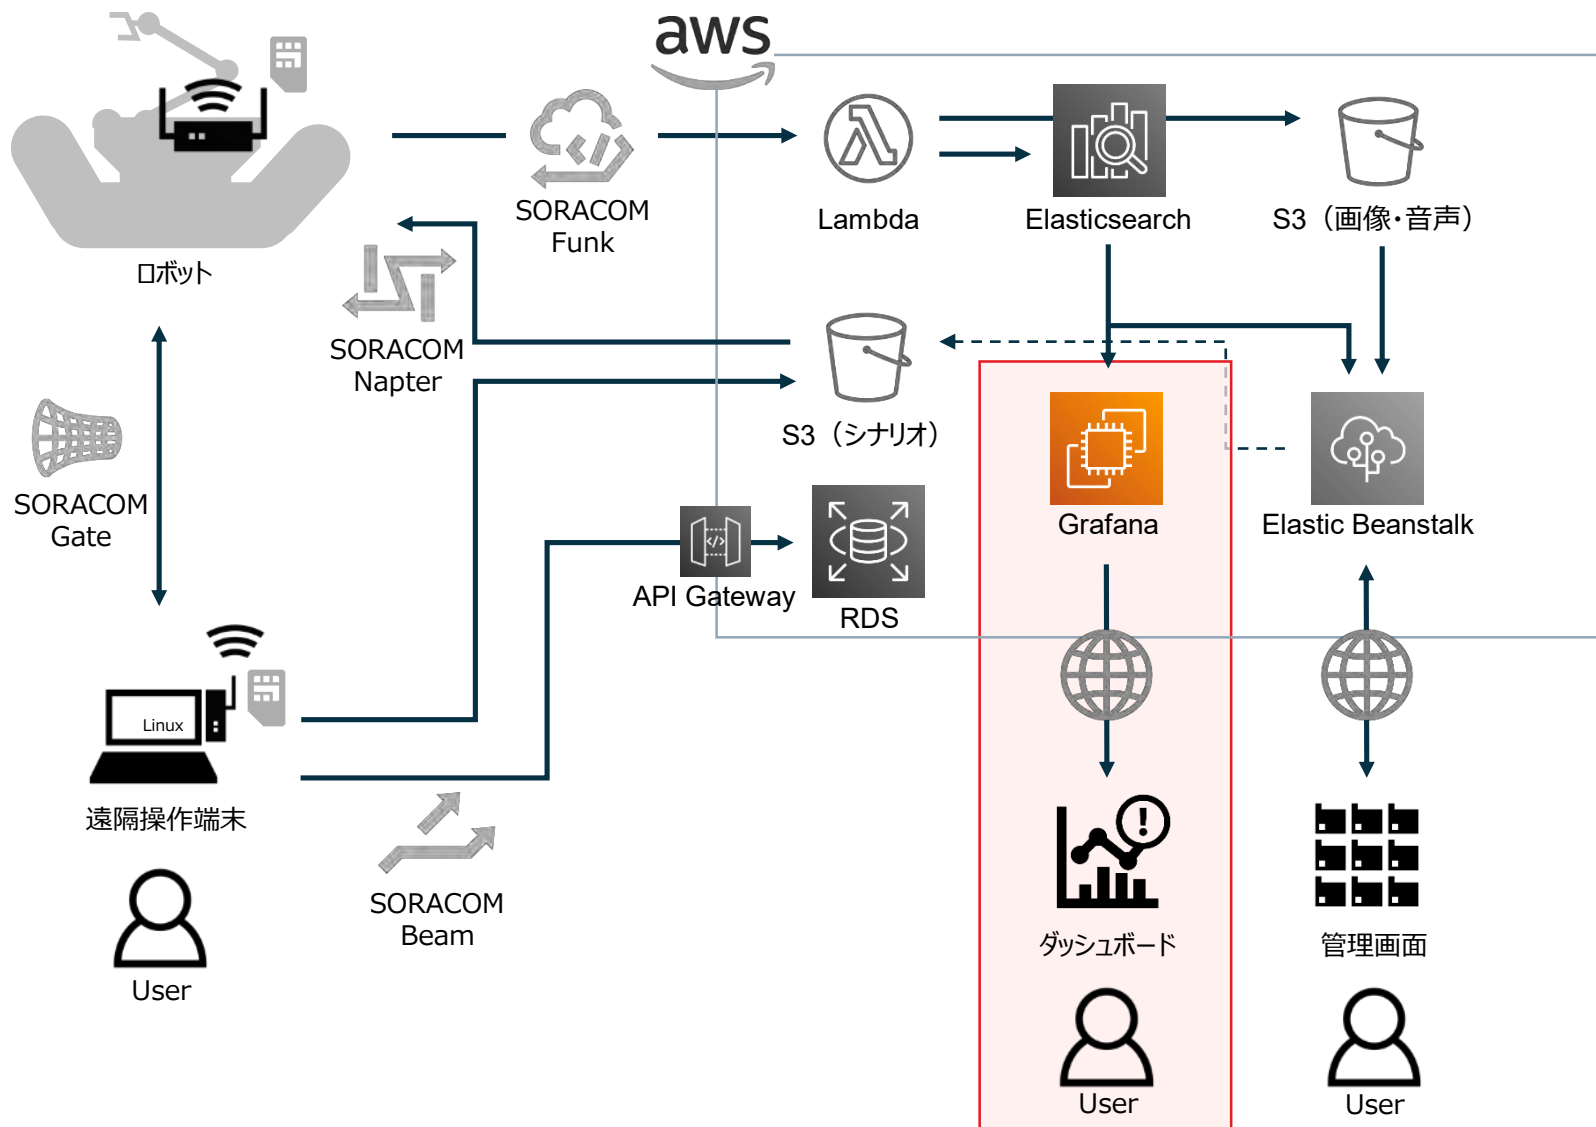 aws
SORACOM
Funk
Lambda
Elasticsearch
S3（画像・音声）
ロボット
SORACOM
Napter
S3（シナリオ）
SORACOM
Gate
Grafana
Elastic Beanstalk
API Gateway
RDS
Linux
遠隔操作端末
SORACOM
Beam
User
ダッシュボード
管理画面
User
User